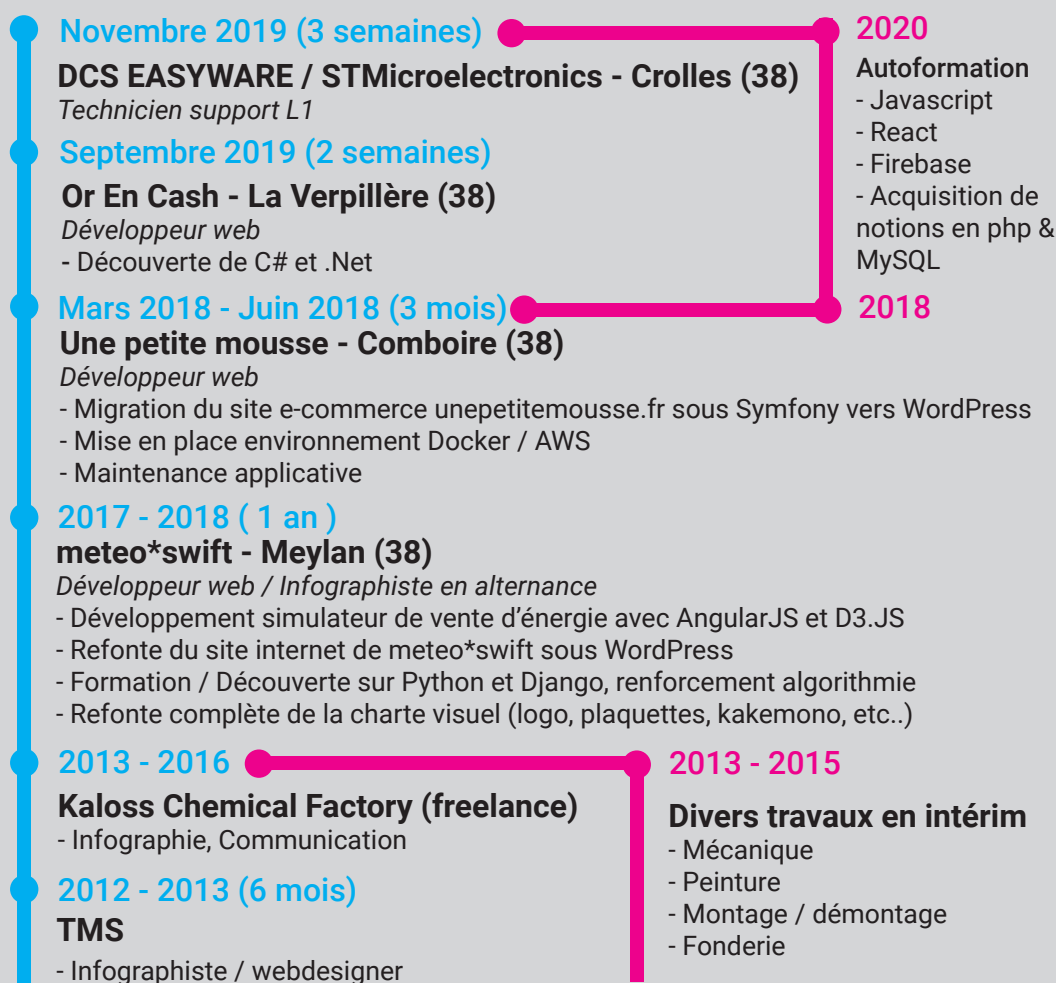 Novembre 2019 (3 semaines)
DCS EASYWARE / STMicroelectronics - Crolles (38)
Technicien support L1
Septembre 2019 (2 semaines)
Or En Cash - La Verpillère (38)
Développeur web
- Découverte de C# et .Net
2020
Autoformation
- Javascript
- React
- Firebase
- Acquisition de
notions en php &
MySQL
2018
Mars 2018 - Juin 2018 (3 mois)
Une petite mousse - Comboire (38)
Développeur web
- Migration du site e-commerce unepetitemousse.fr sous Symfony vers WordPress
- Mise en place environnement Docker / AWS
- Maintenance applicative
2017 - 2018 ( 1 an )
meteo*swift - Meylan (38)
Développeur web / Infographiste en alternance
- Développement simulateur de vente d’énergie avec AngularJS et D3.JS
- Refonte du site internet de meteo*swift sous WordPress
- Formation / Découverte sur Python et Django, renforcement algorithmie
- Refonte complète de la charte visuel (logo, plaquettes, kakemono, etc..)
2013 - 2016
Kaloss Chemical Factory (freelance)
- Infographie, Communication
2012 - 2013 (6 mois)
TMS
- Infographiste / webdesigner
2013 - 2015
Divers travaux en intérim
- Mécanique
- Peinture
- Montage / démontage
- Fonderie